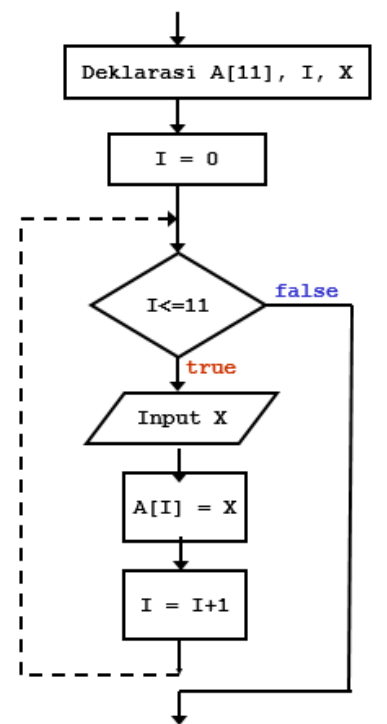 Deklarasi A[11], I, X
I = 0
I<=11
false
true
Input X
A[I] = X
I = I+1